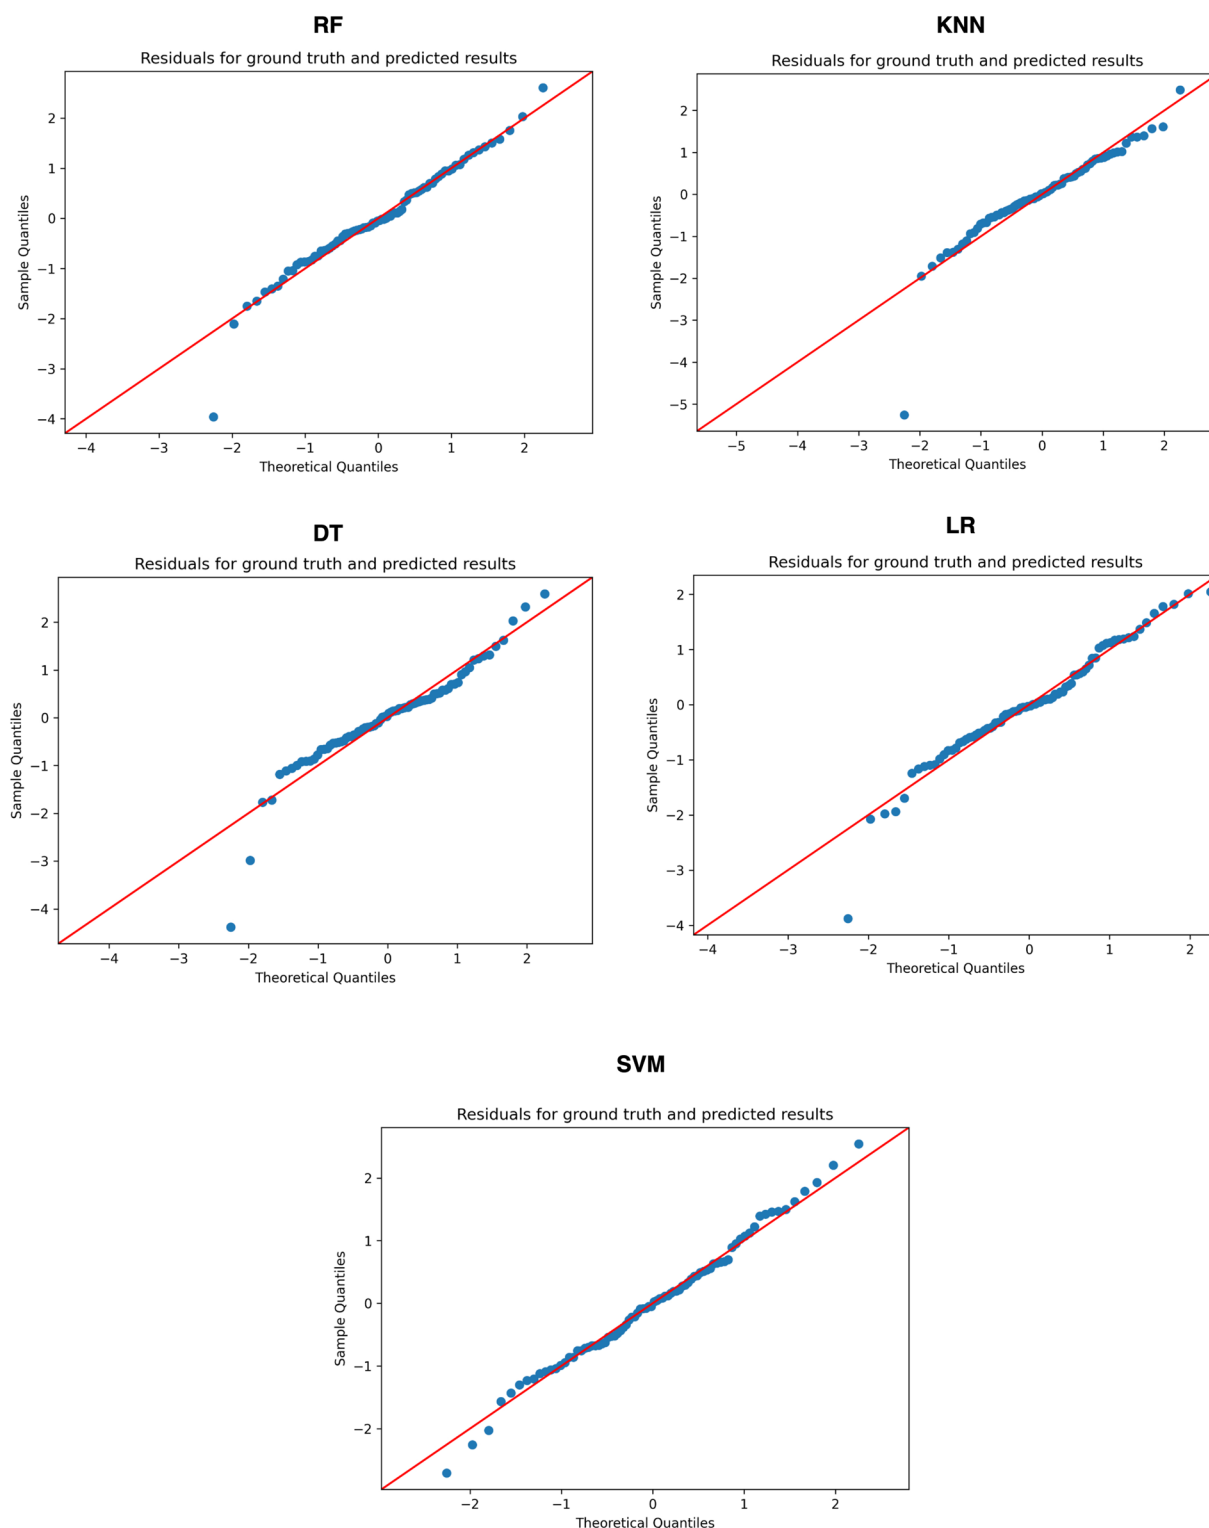 RF
Residuals for ground truth and predicted results
Sample Quantiles
2
1
0
−1
−2
−3
−4
−4 −3 −2 −1 0 1 2
Theoretical Quantiles
KNN
Residuals for ground truth and predicted results
Sample Quantiles
2
1
0
−1
−2
−3
−4
−5
−5 −4 −3 −2 −1 0 1 2
Theoretical Quantiles
DT
Residuals for ground truth and predicted results
Sample Quantiles
2
1
0
−1
−2
−3
−4
−4 −3 −2 −1 0 1 2
Theoretical Quantiles
LR
Residuals for ground truth and predicted results
Sample Quantiles
2
1
0
−1
−2
−3
−4
−4 −3 −2 −1 0 1 2
Theoretical Quantiles
SVM
Residuals for ground truth and predicted results
Sample Quantiles
2
1
0
−1
−2
−2 −1 0 1 2
Theoretical Quantiles